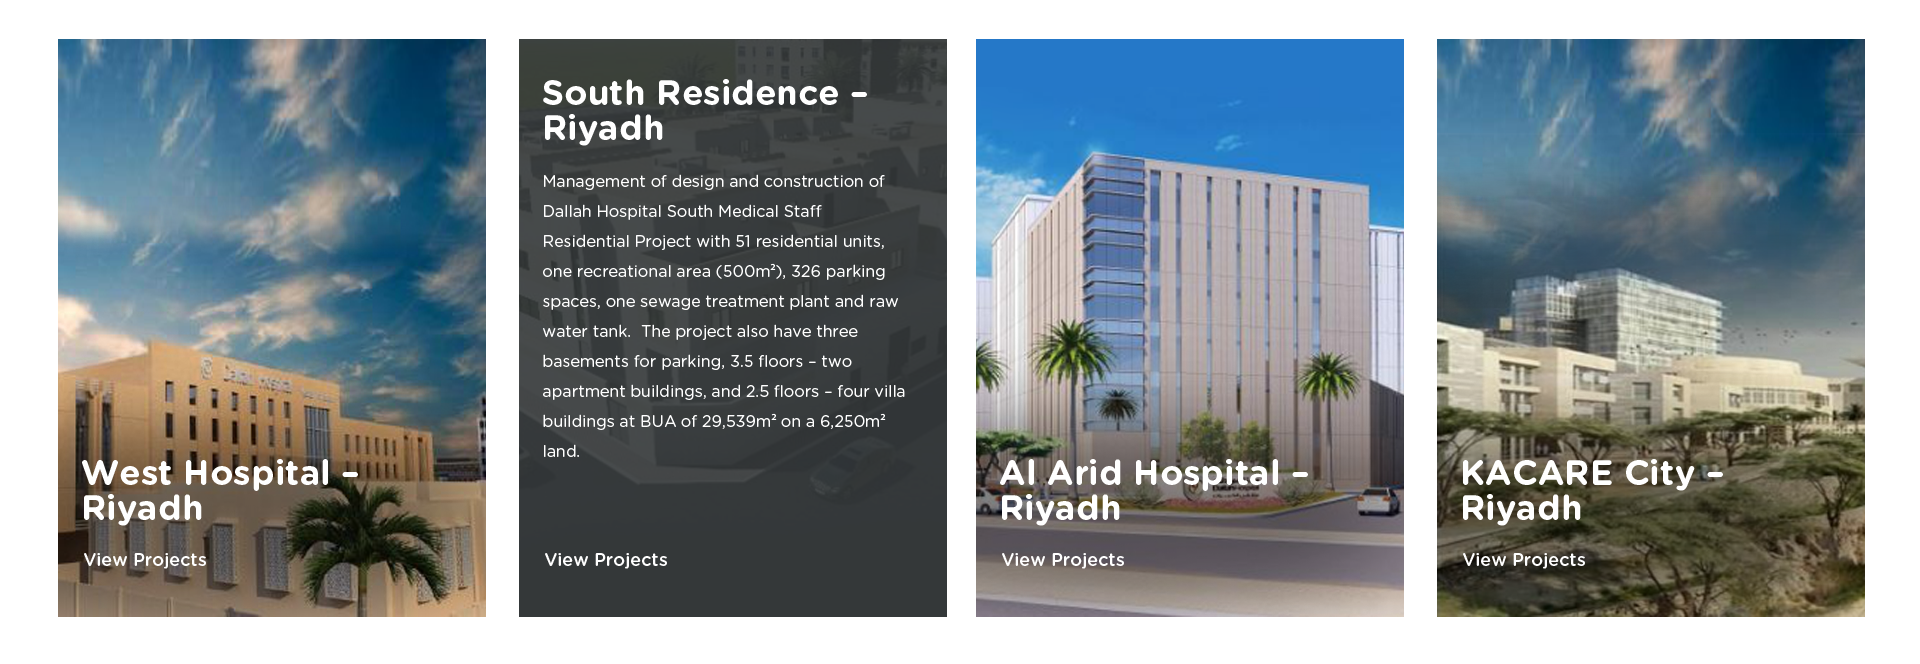 Dallah Hospital
West Hospital –
Riyadh
View Projects
South Residence –
Riyadh
Management of design and construction of
Dallah Hospital South Medical Staff
Residential Project with 51 residential units,
one recreational area (500m²), 326 parking
spaces, one sewage treatment plant and raw
water tank.  The project also have three
basements for parking, 3.5 floors – two
apartment buildings, and 2.5 floors – four villa
buildings at BUA of 29,539m² on a 6,250m²
land.
View Projects
Al Arid Hospital –
Riyadh
View Projects
KACARE City –
Riyadh
View Projects